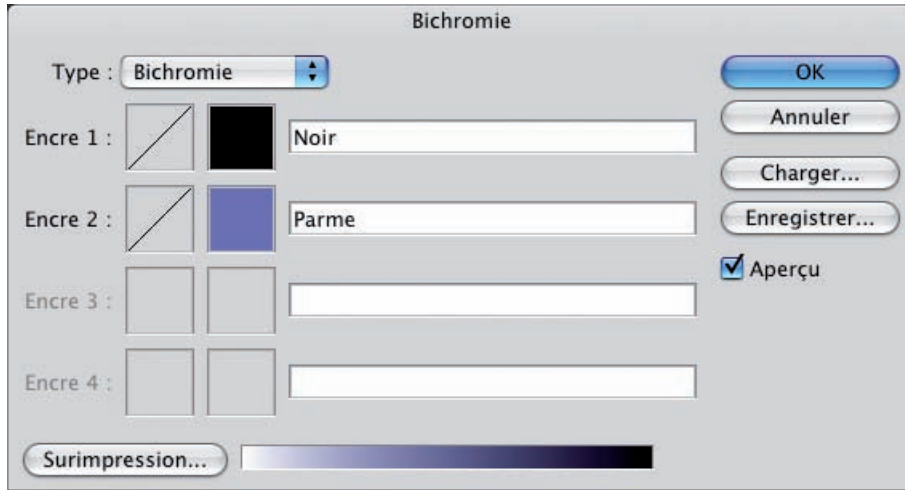 Bichromie
Type : Bichromie
OK
Encre 1 : Noir
Annuler
Charger...
Encre 2 : Parme
Enregistrer...
Aperçu
Encre 3 :
Encre 4 :
Surimpression...